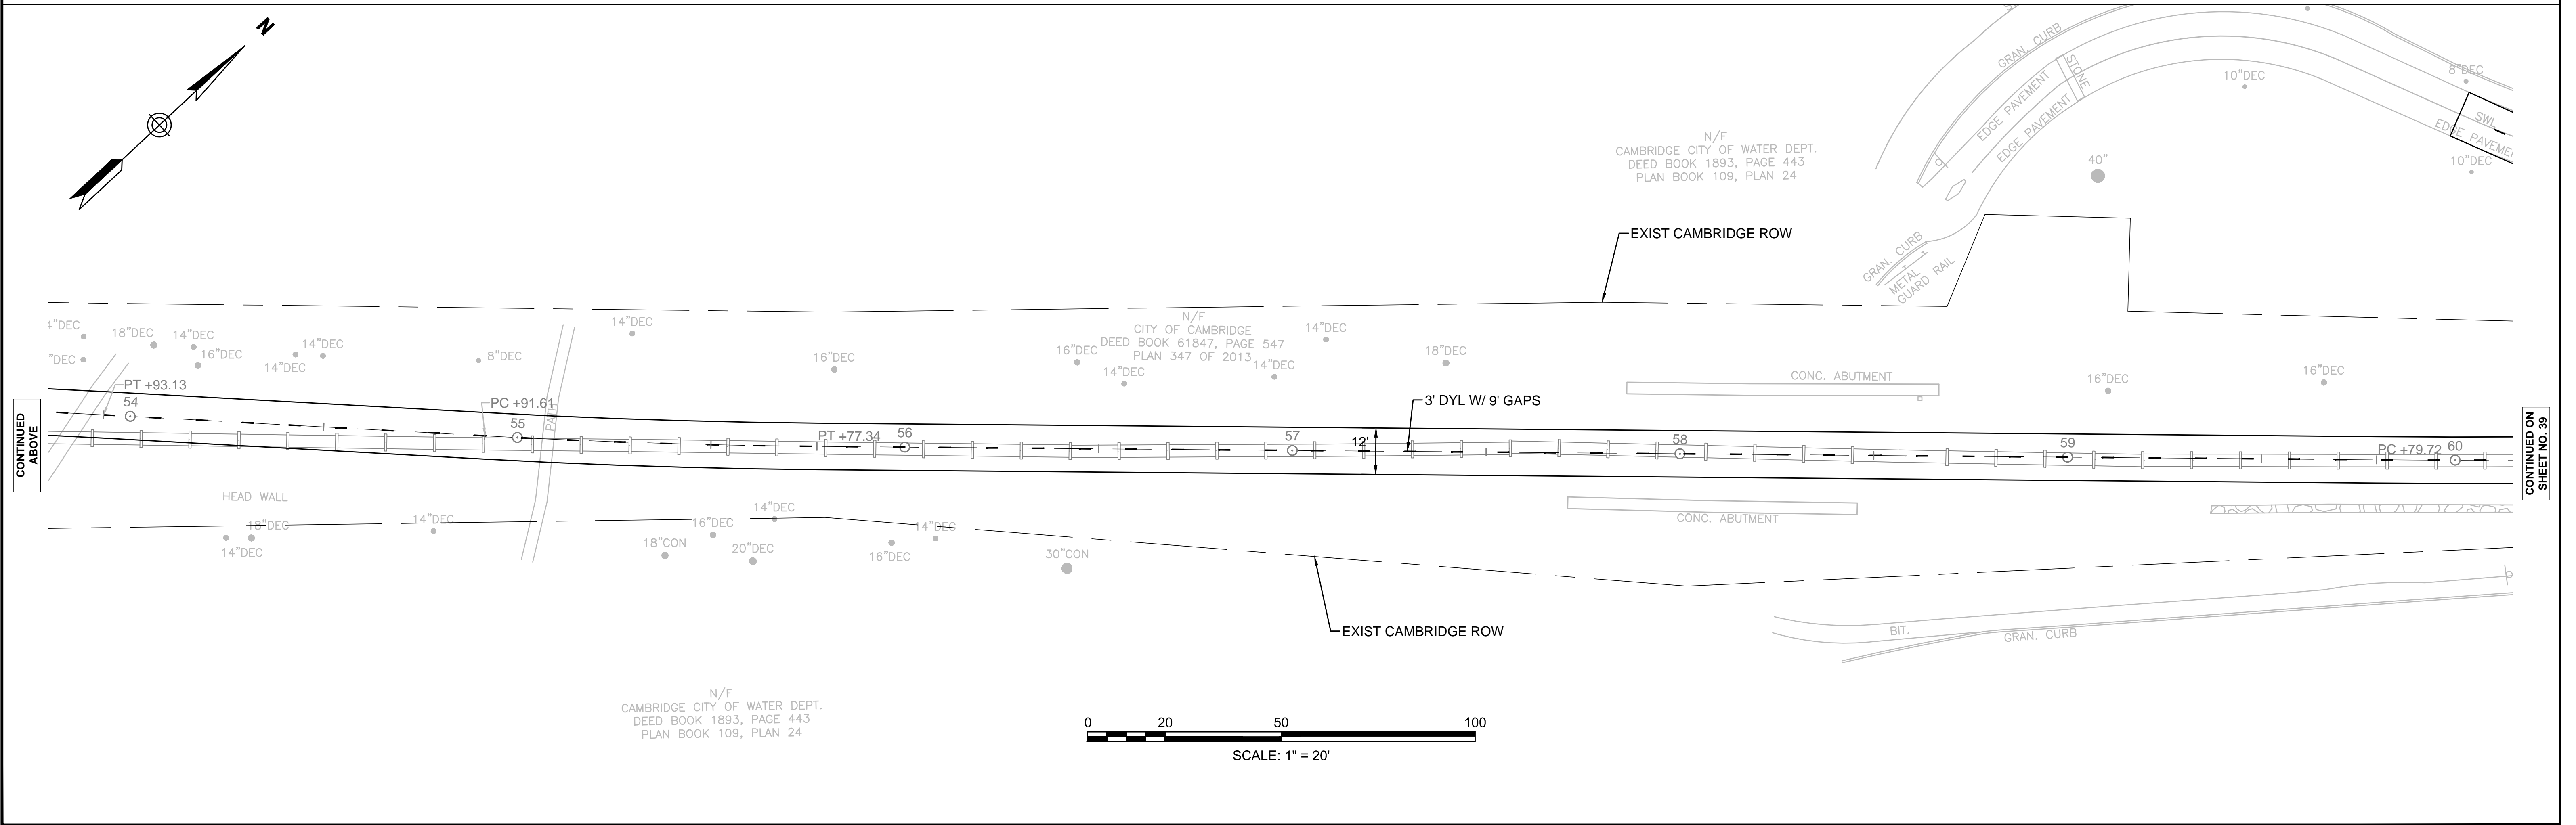 N
GRAN. CURB
EDGE PAVEMENT
STONE
EDGE PAVEMENT
10"DEC
8"DEC
SWL
10"DEC
40"
N/F
CAMBRIDGE CITY OF WATER DEPT.
DEED BOOK 1893, PAGE 443
PLAN BOOK 109, PLAN 24
EXIST CAMBRIDGE ROW
GRAN. CURB
METAL
GUARD RAIL
18"DEC
14"DEC
16"DEC
14"DEC
14"DEC
8"DEC
14"DEC
16"DEC
N/F
CITY OF CAMBRIDGE
DEED BOOK 61847, PAGE 547
PLAN 347 OF 2013
16"DEC
14"DEC
14"DEC
14"DEC
18"DEC
CONC. ABUTMENT
16"DEC
16"DEC
PT +93.13
54
PC +91.61
55
PATH
PT +77.34
56
57
12'
3' DYL W/ 9' GAPS
58
59
PC +79.72
60
CONTINUED
ABOVE
CONTINUED ON
SHEET NO. 39
HEAD WALL
18"DEC
14"DEC
14"DEC
16"DEC
14"DEC
18"CON
20"DEC
14"DEC
16"DEC
30"CON
CONC. ABUTMENT
EXIST CAMBRIDGE ROW
BIT.
GRAN. CURB
N/F
CAMBRIDGE CITY OF WATER DEPT.
DEED BOOK 1893, PAGE 443
PLAN BOOK 109, PLAN 24
0 20 50 100
SCALE: 1" = 20'